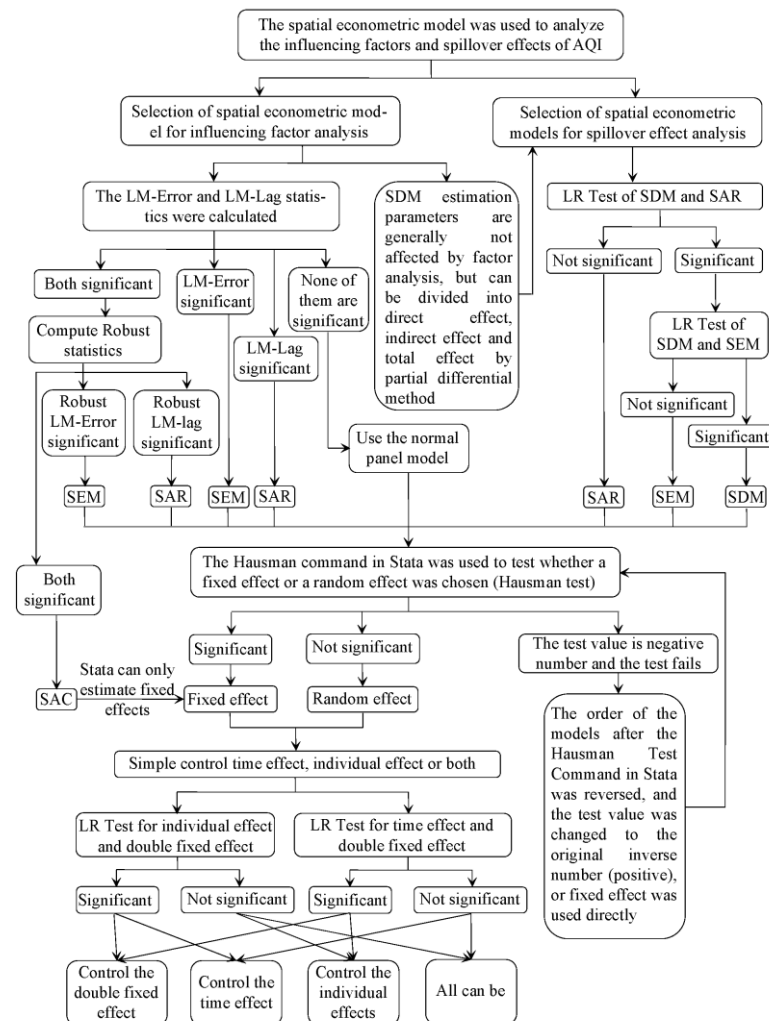 The spatial econometric model was used to analyze
the influencing factors and spillover effects of AQI
Selection of spatial econometric mod-
el for influencing factor analysis
Selection of spatial econometric
models for spillover effect analysis
The LM-Error and LM-Lag statis-
tics were calculated
SDM estimation
parameters are
generally not
affected by factor
analysis, but can
be divided into
direct effect,
indirect effect and
total effect by
partial differential
method
LR Test of SDM and SAR
Both significant
LM-Error
significant
None of
them are
significant
Not significant
Significant
Compute Robust
statistics
LM-Lag
significant
LR Test of
SDM and SEM
Robust
LM-Error
significant
Robust
LM-lag
significant
Use the normal
panel model
Not significant
Significant
SEM
SAR
SEM
SAR
SAR
SEM
SDM
The Hausman command in Stata was used to test whether a
fixed effect or a random effect was chosen (Hausman test)
Both
significant
Significant
Not significant
The test value is negative
number and the test fails
SAC
Stata can only
estimate fixed
effects
Fixed effect
Random effect
The order of the
models after the
Hausman Test
Command in Stata
was reversed, and
the test value was
changed to the
original inverse
number (positive),
or fixed effect was
used directly
Simple control time effect, individual effect or both
LR Test for individual effect
and double fixed effect
LR Test for time effect and
double fixed effect
Significant
Not significant
Significant
Not significant
Control the
double fixed
effect
Control the
time effect
Control the
individual
effects
All can be